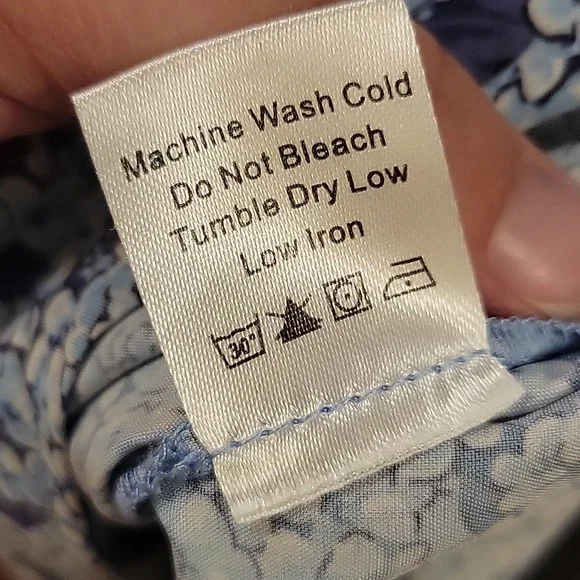 Machine Wash Cold
Do Not Bleach
Tumble Dry Low
Low Iron
30°